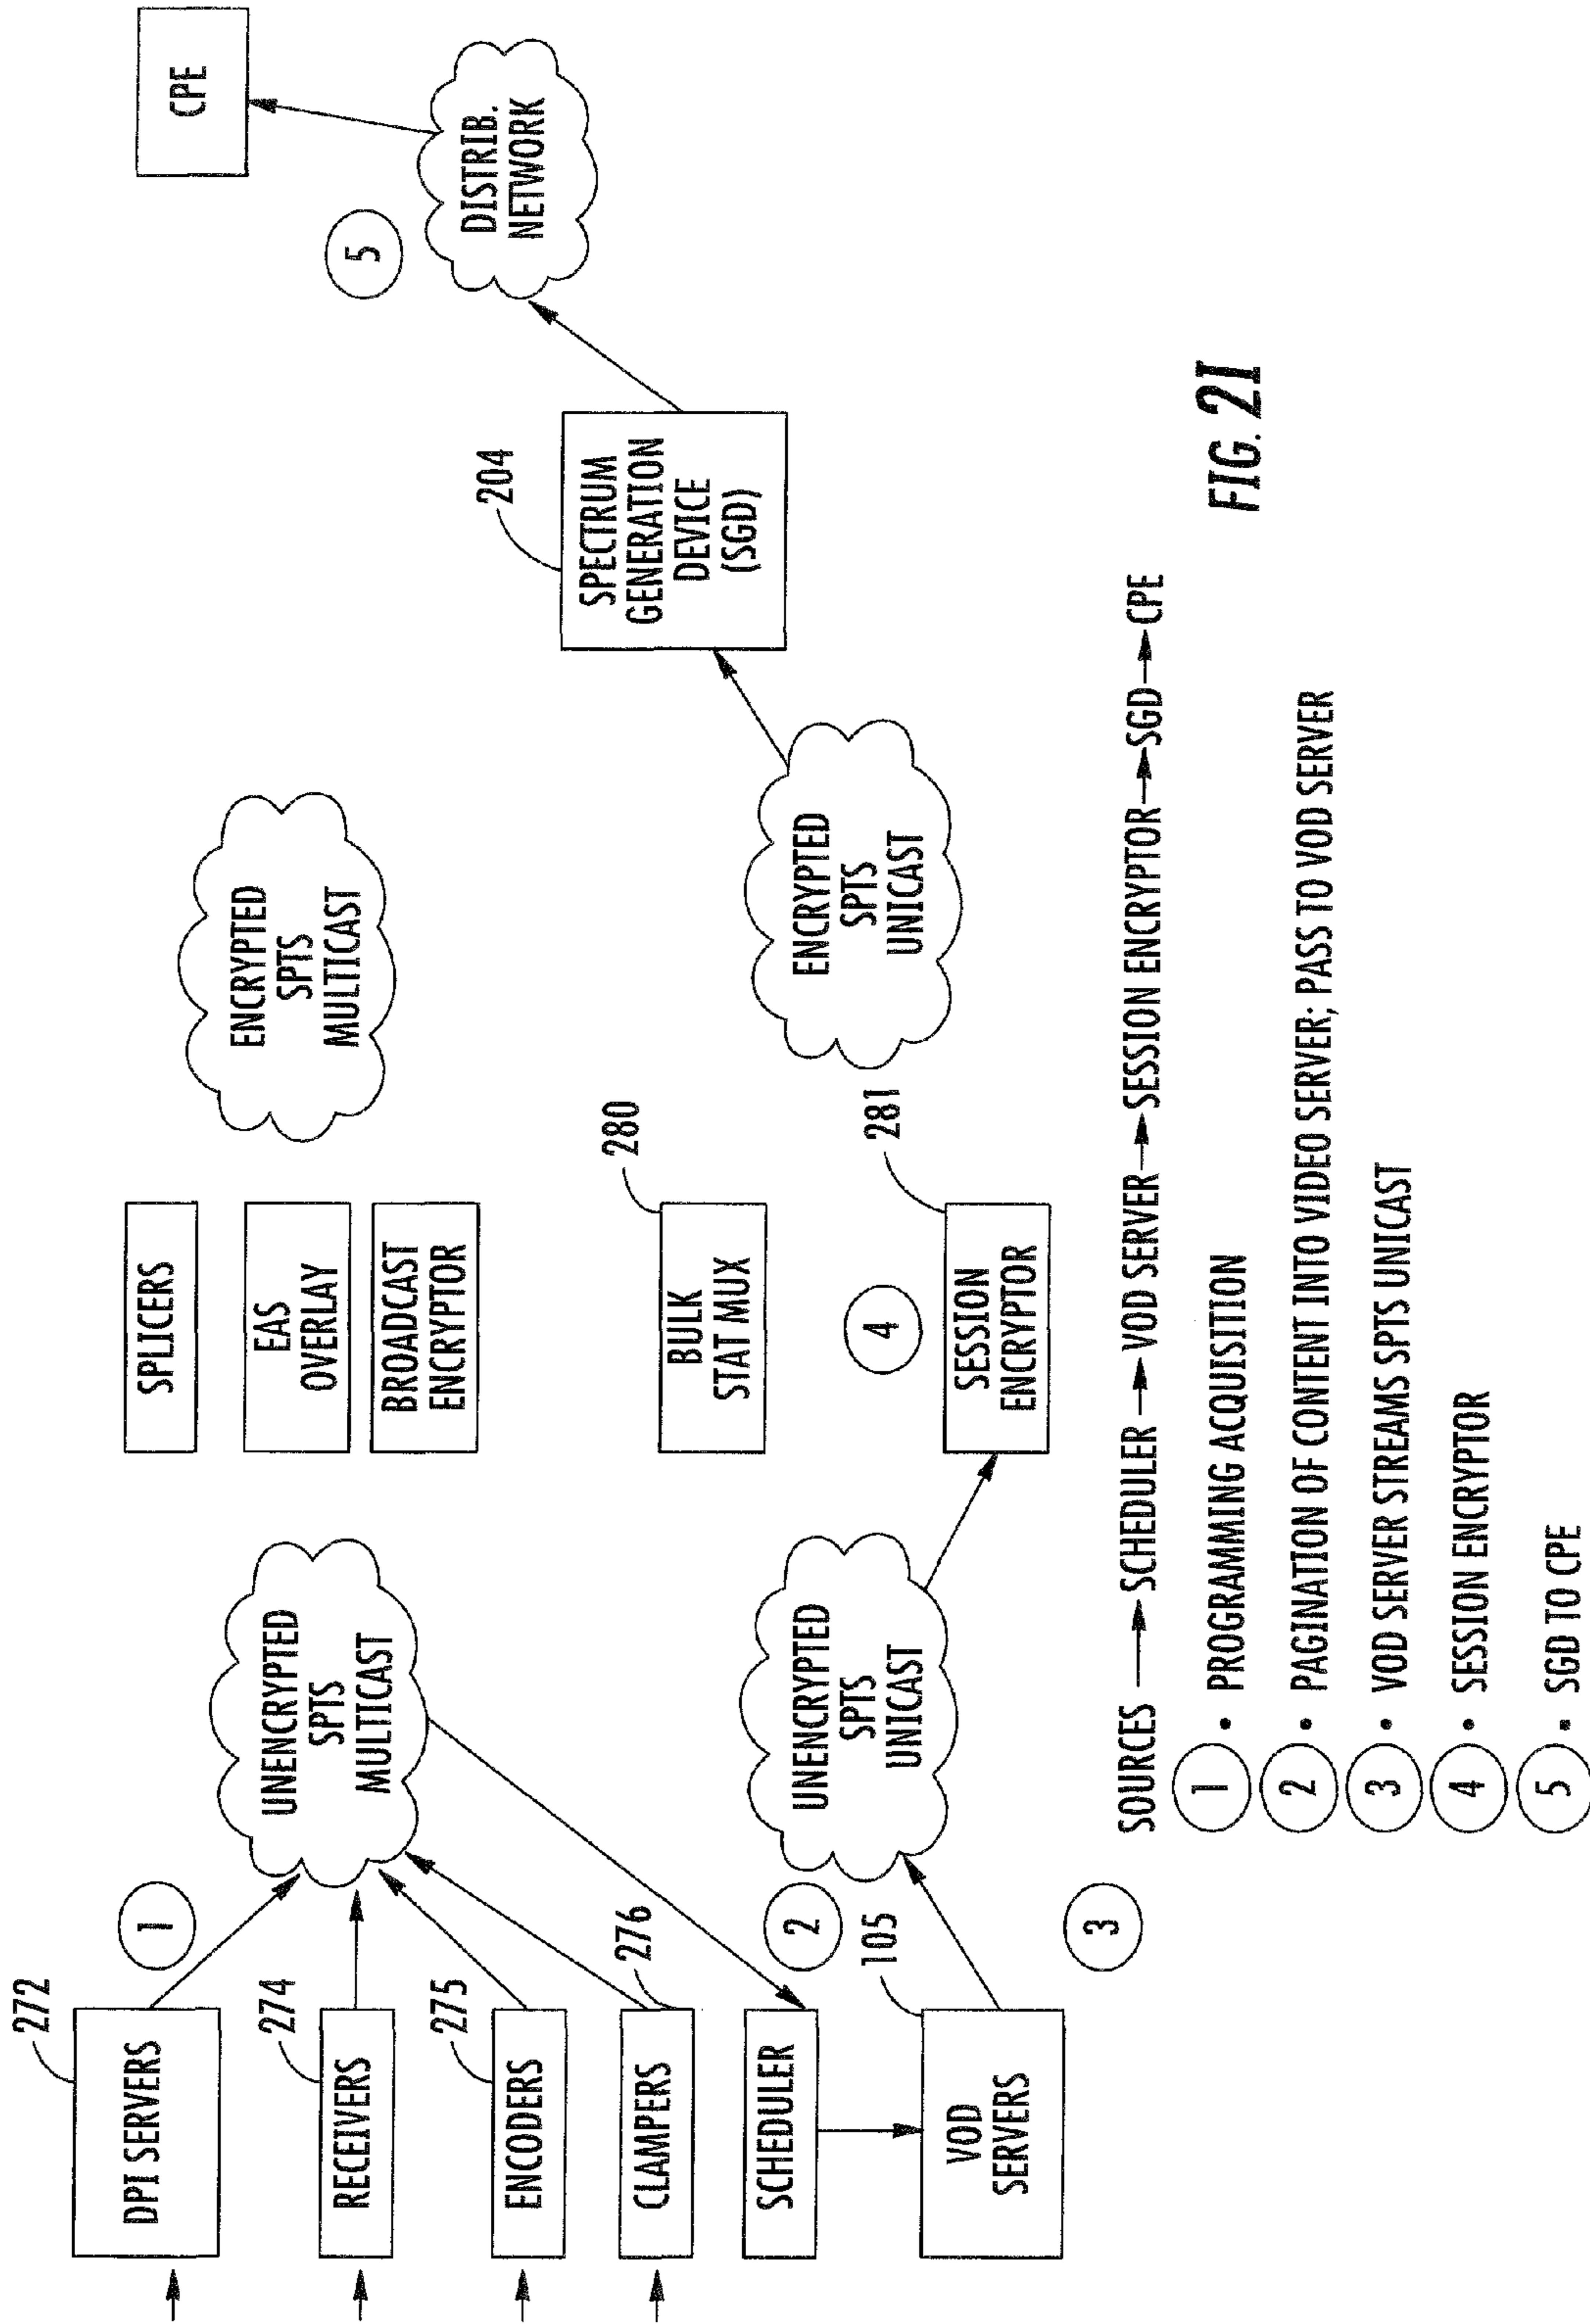 272
DPI SERVERS
1
274
RECEIVERS
275
ENCODERS
276
CLAMPERS
SCHEDULER
2
105
VOD
SERVERS
3
UNENCRYPTED
SPTS
MULTICAST
UNENCRYPTED
SPTS
UNICAST
SPLICERS
EAS
OVERLAY
BROADCAST
ENCRYPTOR
280
BULK
STAT MUX
4
281
SESSION
ENCRYPTOR
ENCRYPTED
SPTS
MULTICAST
ENCRYPTED
SPTS
UNICAST
204
SPECTRUM
GENERATION
DEVICE
(SGD)
5
DISTRIB.
NETWORK
CPE
SOURCES → SCHEDULER → VOD SERVER → SESSION ENCRYPTOR → SGD → CPE
1 • PROGRAMMING ACQUISITION
2 • PAGINATION OF CONTENT INTO VIDEO SERVER; PASS TO VOD SERVER
3 • VOD SERVER STREAMS SPTS UNICAST
4 • SESSION ENCRYPTOR
5 • SGD TO CPE
FIG. 2I